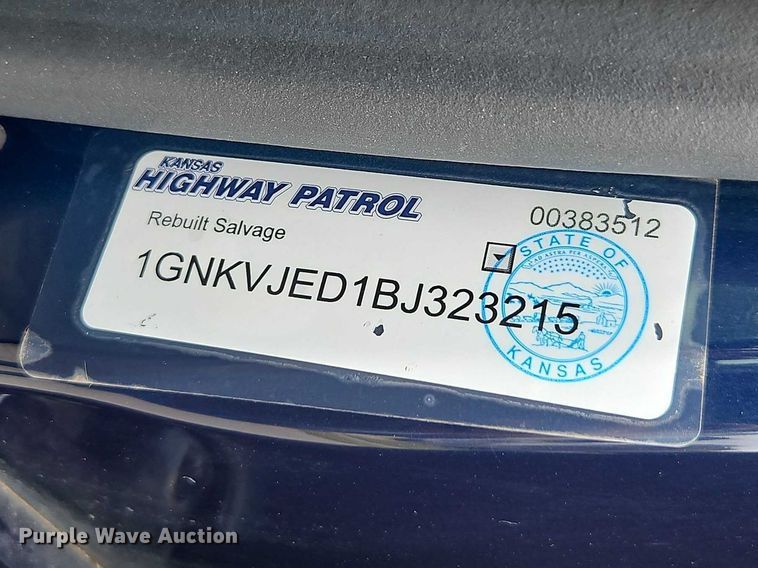 KANSAS
HIGHWAY PATROL
00383512
Rebuilt Salvage
1GNKVJED1BJ323215
STATE OF
KANSAS
Purple Wave Auction